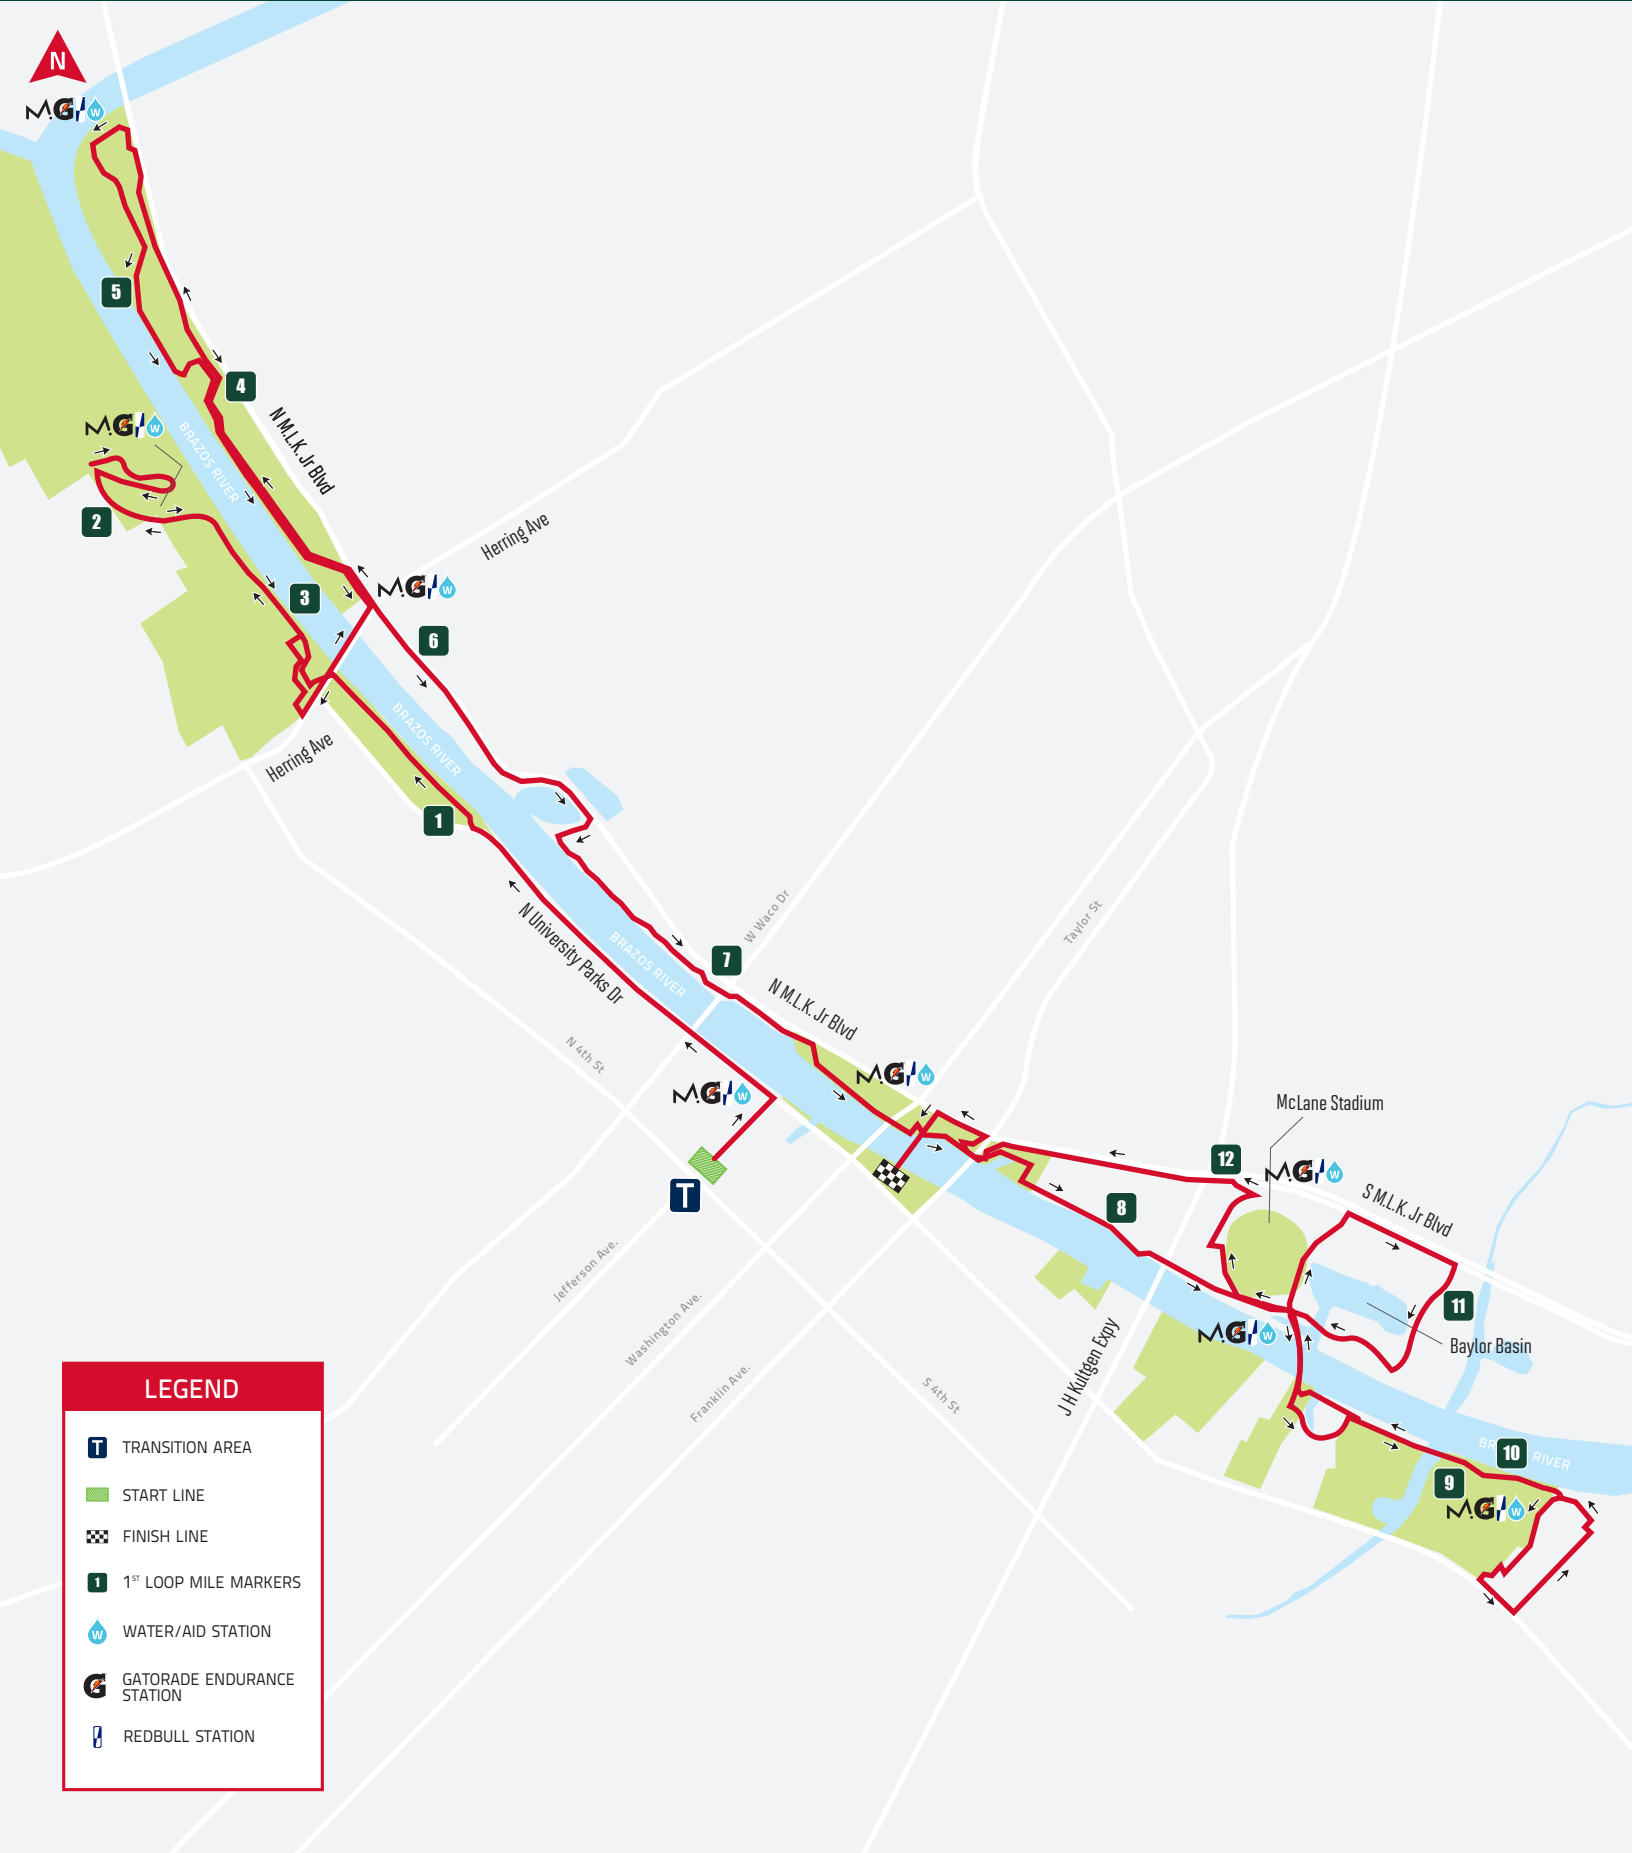 N
M.G W
5
4
N M.L.K. Jr Blvd
M.G W
BRAZOS RIVER
2
Herring Ave
3
M.G W
6
Herring Ave
BRAZOS RIVER
1
N University Parks Dr
BRAZOS RIVER
W Waco Dr
Taylor St
7
N M.L.K. Jr Blvd
N 4th St
M.G W
M.G W
T
McLane Stadium
12
M.G W
8
S M.L.K. Jr Blvd
Jefferson Ave.
Washington Ave.
Franklin Ave.
11
M.G W
Baylor Basin
J H Kultgen Expy
S 4th St
BR
RIVER
10
9
M.G W
LEGEND
T TRANSITION AREA
START LINE
FINISH LINE
1 1ST LOOP MILE MARKERS
W WATER/AID STATION
G GATORADE ENDURANCE
STATION
REDBULL STATION